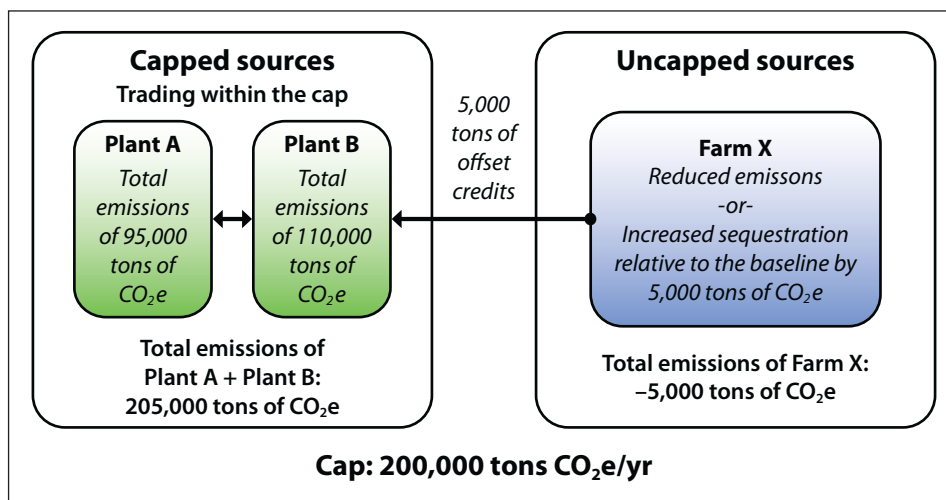 Capped sources
Trading within the cap
Plant A
Total
emissions
of 95,000
tons of
CO₂e
Plant B
Total
emissions
of 110,000
tons of
CO₂e
Total emissions of
Plant A + Plant B:
205,000 tons of CO₂e
5,000
tons of
offset
credits
Uncapped sources
Farm X
Reduced emissons
-or-
Increased sequestration
relative to the baseline by
5,000 tons of CO₂e
Total emissions of Farm X:
–5,000 tons of CO₂e
Cap: 200,000 tons CO₂e/yr